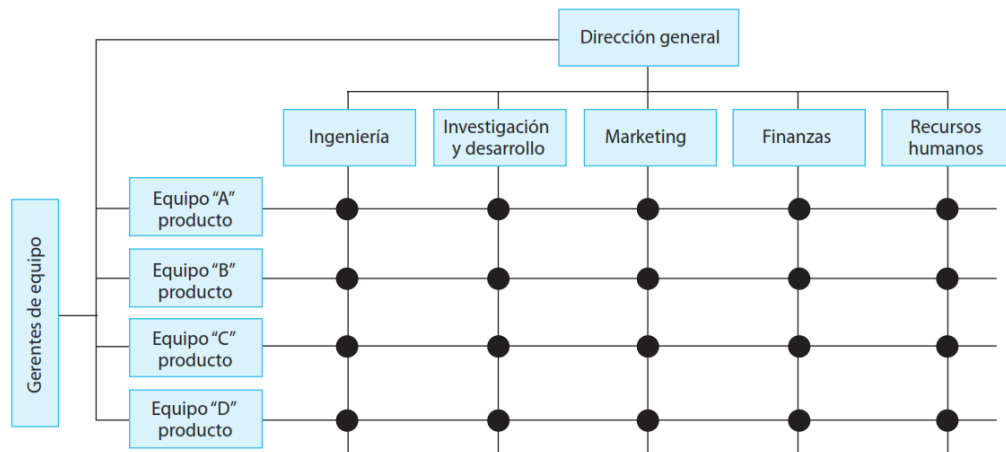 Dirección general
Ingeniería
Investigación
y desarrollo
Marketing
Finanzas
Recursos
humanos
Gerentes de equipo
Equipo “A”
producto
Equipo “B”
producto
Equipo “C”
producto
Equipo “D”
producto